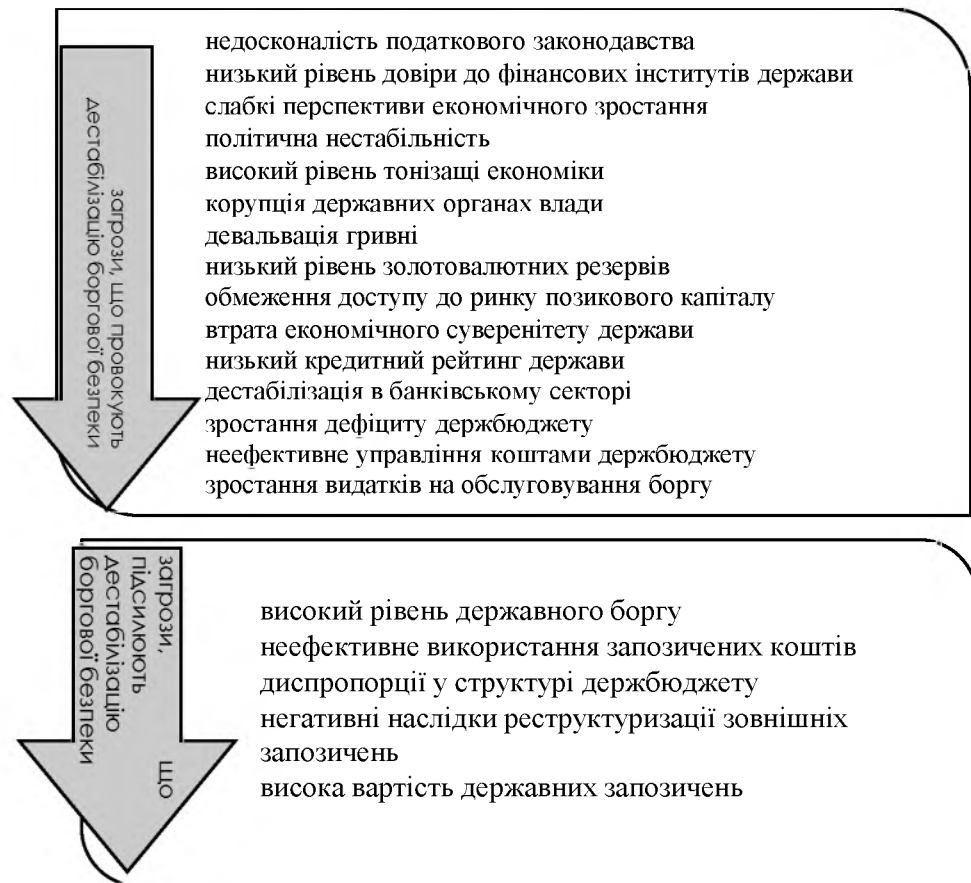 загрози, що провокують
дестабілізацію боргової безпеки
недосконалість податкового законодавства
низький рівень довіри до фінансових інститутів держави
слабкі перспективи економічного зростання
політична нестабільність
високий рівень тонізащі економіки
корупція державних органах влади
девальвація гривні
низький рівень золотовалютних резервів
обмеження доступу до ринку позикового капіталу
втрата економічного суверенітету держави
низький кредитний рейтинг держави
дестабілізація в банківському секторі
зростання дефіциту держбюджету
неефективне управління коштами держбюджету
зростання видатків на обслуговування боргу
загрози, що
підсилюють
дестабілізацію
боргової безпеки
високий рівень державного боргу
неефективне використання запозичених коштів
диспропорції у структурі держбюджету
негативні наслідки реструктуризації зовнішніх
запозичень
висока вартість державних запозичень